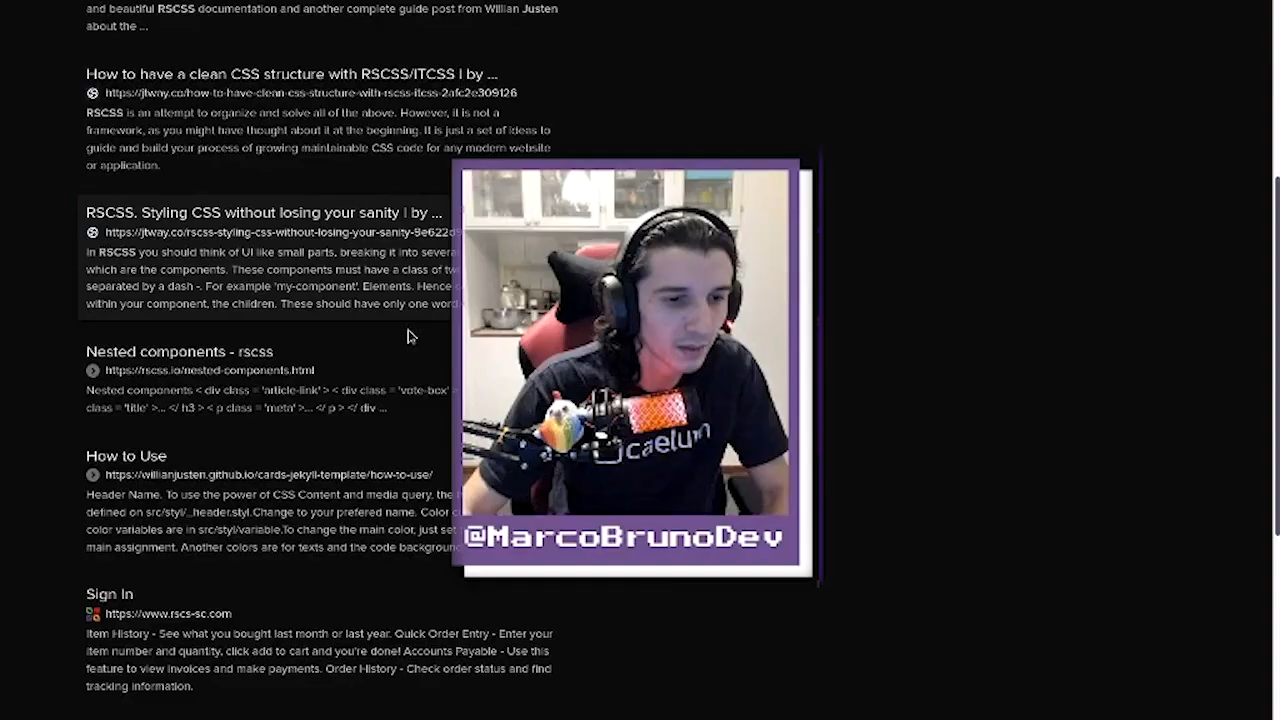 and beautiful RSCSS documentation and another complete guide post from Willian Justen
about the ...
How to have a clean CSS structure with RSCSS/ITCSS | by ...
https://jtway.co/how-to-have-clean-css-structure-with-rscss-itcss-2afc2e309126
RSCSS is an attempt to organize and solve all of the above. However, it is not a
framework, as you might have thought about it at the beginning. It is just a set of ideas to
guide and build your process of growing maintainable CSS code for any modern website
or application.
RSCSS. Styling CSS without losing your sanity | by ...
https://jtway.co/rscss-styling-css-without-losing-your-sanity-9e622d
In RSCSS you should think of UI like small parts, breaking it into severa
which are the components. These components must have a class of tw
separated by a dash -. For example 'my-component'. Elements. Hence
within your component, the children. These should have only one word
Nested components - rscss
https://rscss.io/nested-components.html
Nested components < div class = 'article-link' > < div class = 'vote-box' >
class = 'title' >... </ h3 > < p class = 'meta' >... </ p > </ div ...
How to Use
https://willianjusten.github.io/cards-jekyll-template/how-to-use/
Header Name. To use the power of CSS Content and media query, the
defined on src/styl/_header.styl.Change to your prefered name. Color
color variables are in src/styl/variable.To change the main color, just set
main assignment. Another colors are for texts and the code background
caelum
@MarcoBrunoDev
Sign In
https://www.rscs-sc.com
Item History - See what you bought last month or last year. Quick Order Entry - Enter your
item number and quantity, click add to cart and you're done! Accounts Payable - Use this
feature to view invoices and make payments. Order History - Check order status and find
tracking information.